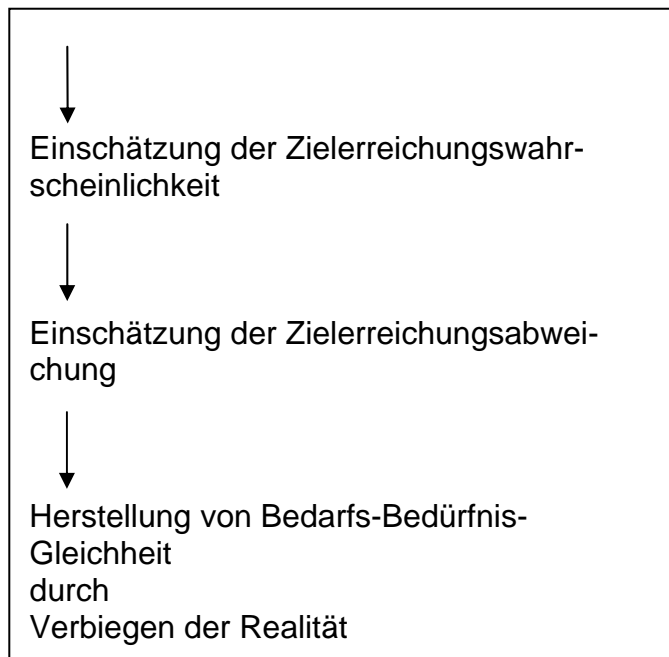 Einschätzung der Zielerreichungswahr-
scheinlichkeit
Einschätzung der Zielerreichungsabwei-
chung
Herstellung von Bedarfs-Bedürfnis-
Gleichheit
durch
Verbiegen der Realität